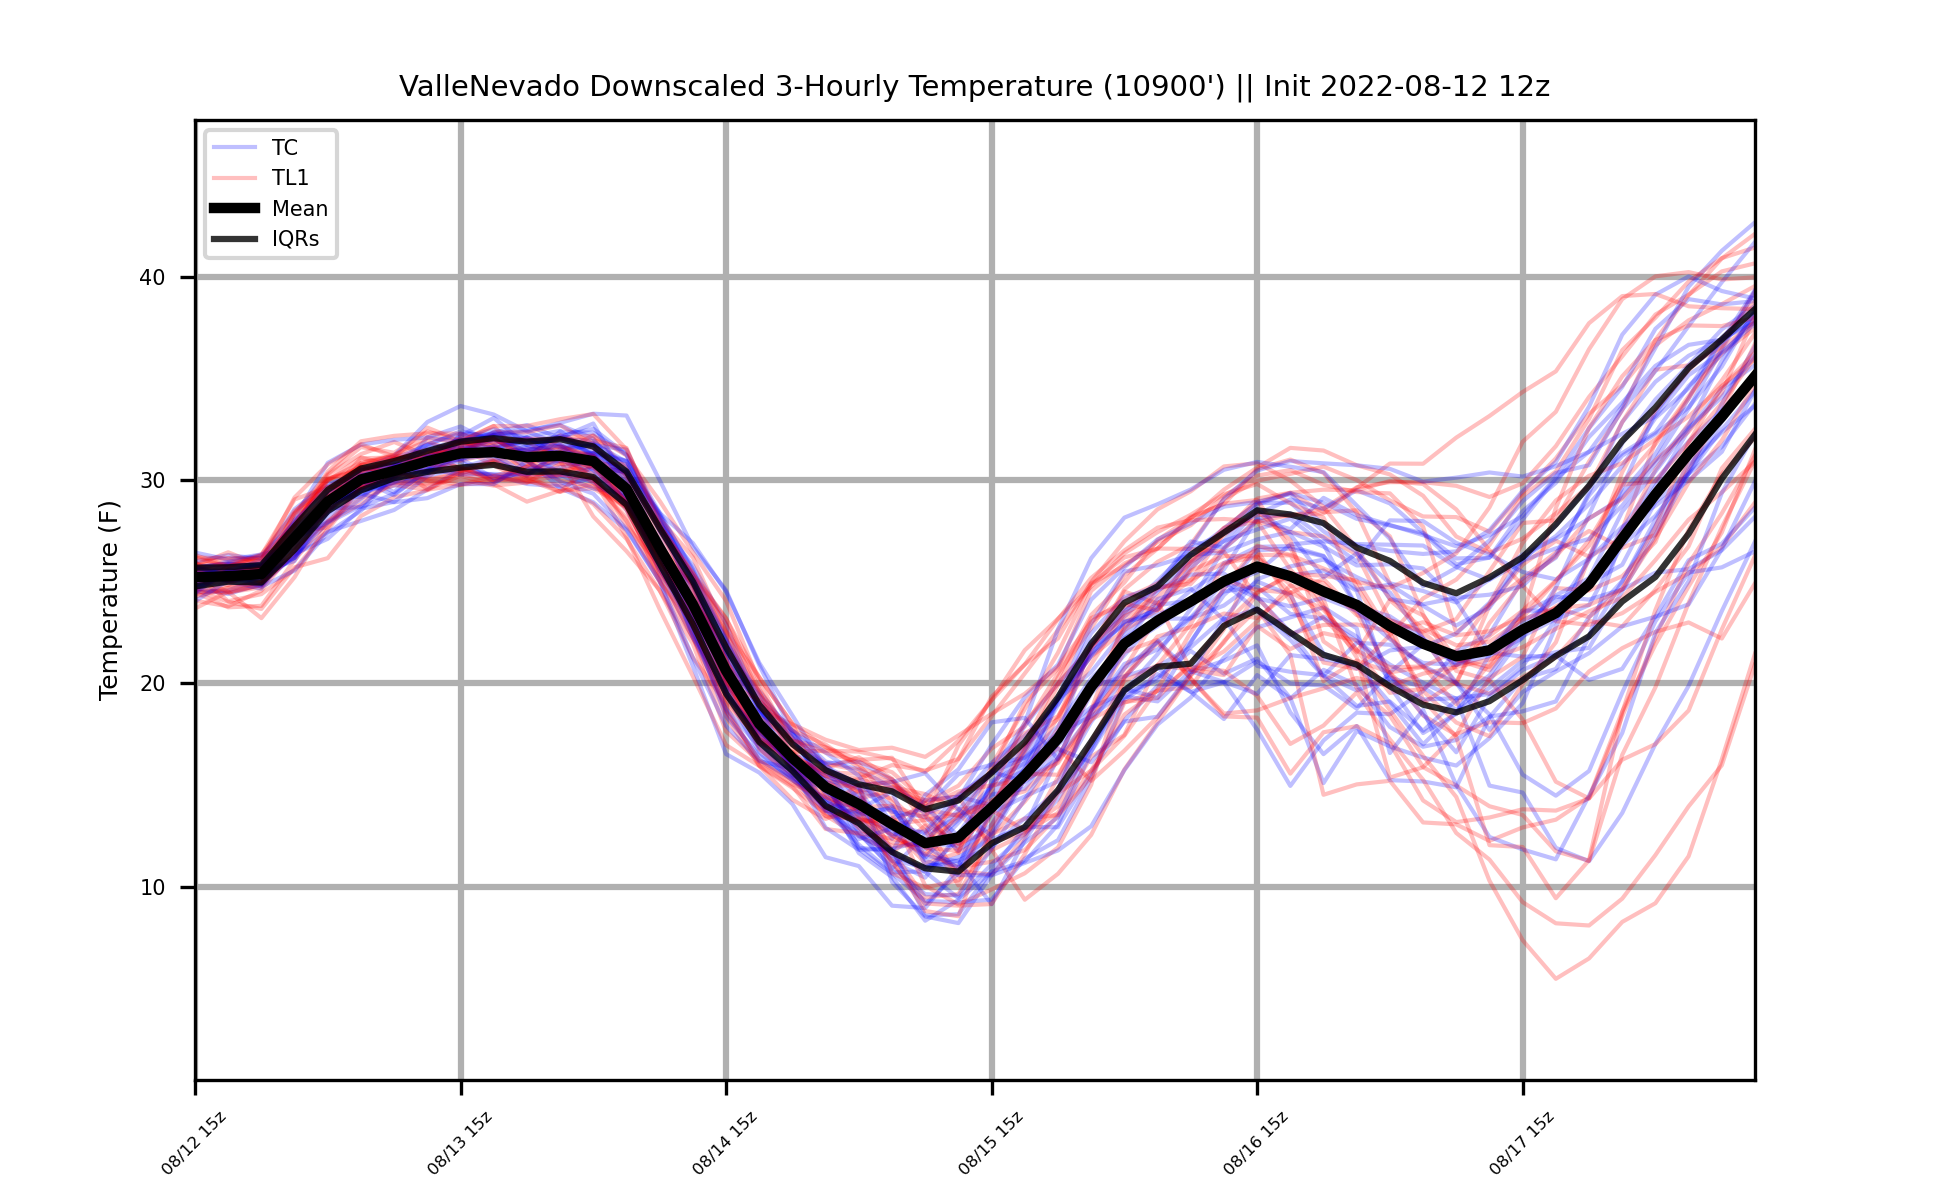 ValleNevado Downscaled 3-Hourly Temperature (10900') || Init 2022-08-12 12z
TC
TL1
Mean
IQRs
Temperature (F)
40
30
20
10
08/12 15z
08/13 15z
08/14 15z
08/15 15z
08/16 15z
08/17 15z